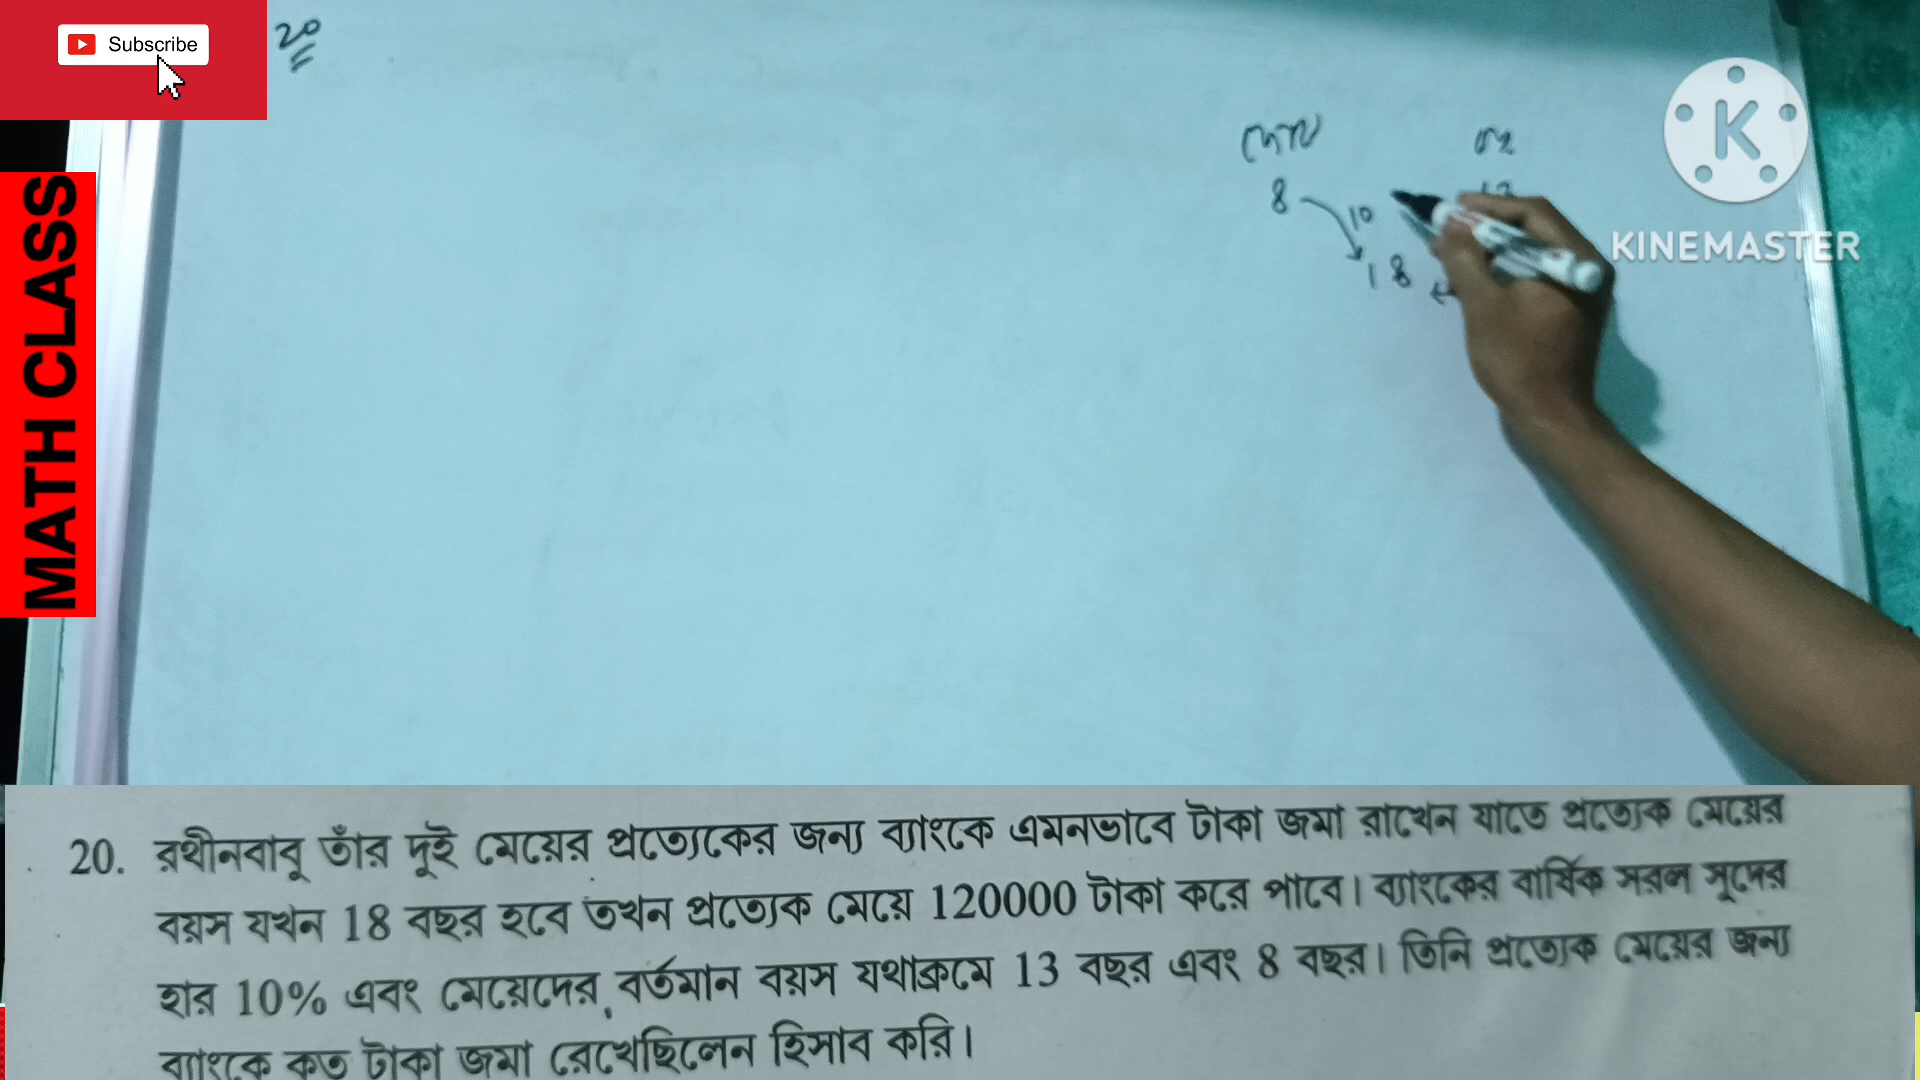 Subscribe
20
MATH CLASS
8
10
18
KINEMASTER
20. রথীনবাবু তাঁর দুই মেয়ের প্রত্যেকের জন্য ব্যাংকে এমনভাবে টাকা জমা রাখেন যাতে প্রত্যেক মেয়ের
বয়স যখন 18 বছর হবে তখন প্রত্যেক মেয়ে 120000 টাকা করে পাবে। ব্যাংকের বার্ষিক সরল সুদের
হার 10% এবং মেয়েদের বর্তমান বয়স যথাক্রমে 13 বছর এবং 8 বছর। তিনি প্রত্যেক মেয়ের জন্য
ব্যাংকে কত টাকা জমা রেখেছিলেন হিসাব করি।